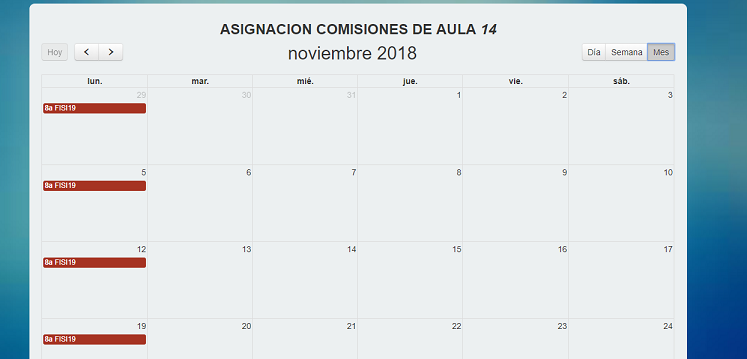 ASIGNACION COMISIONES DE AULA 14
Hoy noviembre 2018 Día Semana Mes
lun. mar. mié. jue. vie. sáb.
29 30 31 1 2 3
8a FISI19
5 6 7 8 9 10
8a FISI19
12 13 14 15 16 17
8a FISI19
19 20 21 22 23 24
8a FISI19